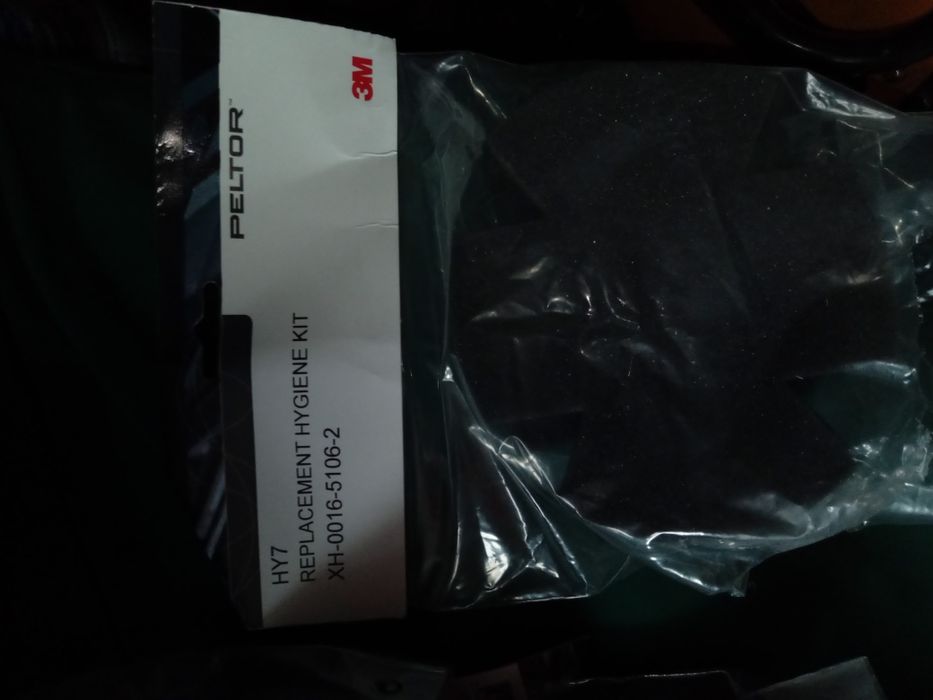 3M
PELTOR™
HY7
REPLACEMENT HYGIENE KIT
XH-0016-5106-2